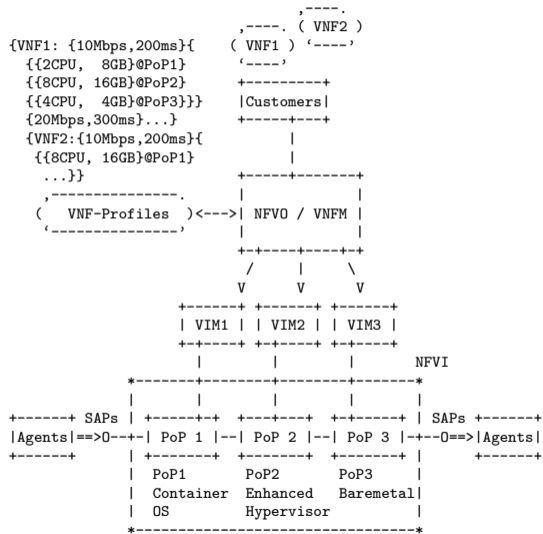 ,----.
                         ,----. ( VNF2 )
{VNF1: {10Mbps,200ms}{   ( VNF1 ) ‘----’
  {{2CPU,  8GB}@PoP1}     ‘----’
  {{8CPU, 16GB}@PoP2}     +---------+
  {{4CPU,  4GB}@PoP3}}}   |Customers|
  {20Mbps,300ms}...}      +-----+---+
  {VNF2:{10Mbps,200ms}{         |
   {{8CPU, 16GB}@PoP1}          |
    ...}}                 +-----+-------+
    ,--------------.      |             |
   (   VNF-Profiles  )<--->| NFVO / VNFM |
    ‘--------------’      |             |
                          +-+----+----+-+
                           /     |     \
                          V      V      V
                   +------+ +------+ +------+
                   | VIM1 | | VIM2 | | VIM3 |
                   +-+----+ +-+----+ +-+----+
                     |        |        |       NFVI
              *-------+--------+--------+-------*
              |       |        |        |       |
+------+ SAPs | +-----+-+  +---+---+  +-+-----+ | SAPs +------+
|Agents|==>O--+-| PoP 1 |--| PoP 2 |--| PoP 3 |-+--O==>|Agents|
+------+      | +-------+  +-------+  +-------+ |      +------+
              |  PoP1       PoP2       PoP3     |
              |  Container  Enhanced   Baremetal|
              |  OS         Hypervisor          |
              *---------------------------------*